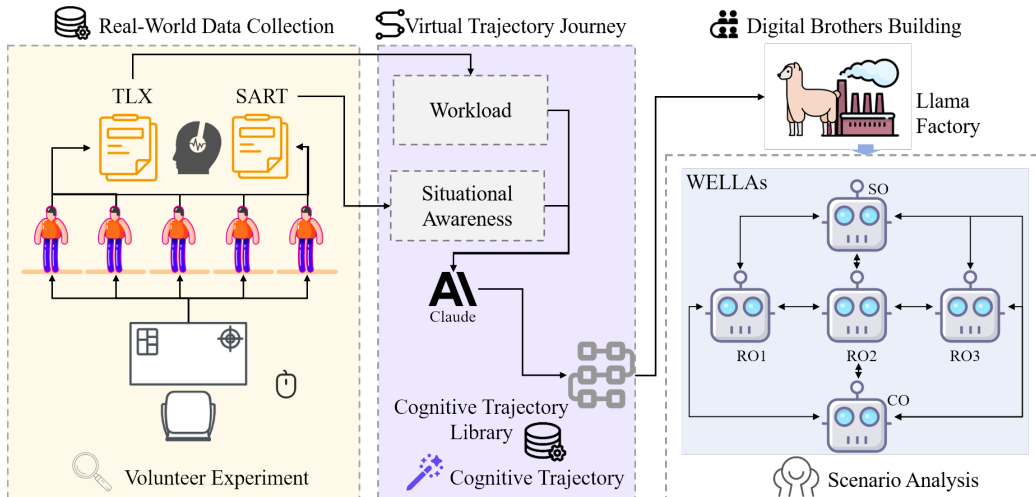 Real-World Data Collection
Virtual Trajectory Journey
Digital Brothers Building
TLX
SART
Workload
Situational
Awareness
AI
Claude
Cognitive Trajectory
Library
Volunteer Experiment
Cognitive Trajectory
Llama
Factory
WELLAs
SO
RO1
RO2
RO3
CO
Scenario Analysis